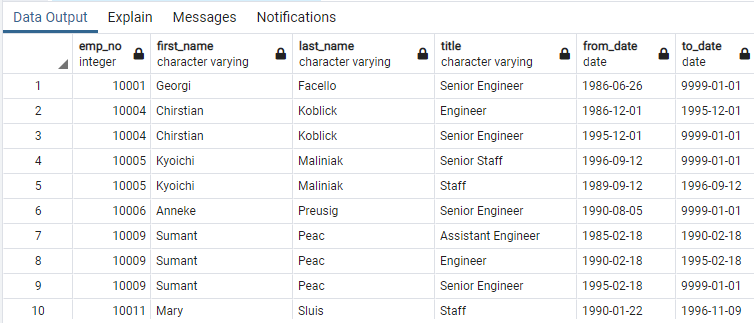 Data Output Explain Messages Notifications
emp_no first_name last_name title from_date to_date
integer character varying character varying character varying date date
1 10001 Georgi Facello Senior Engineer 1986-06-26 9999-01-01
2 10004 Chirstian Koblick Engineer 1986-12-01 1995-12-01
3 10004 Chirstian Koblick Senior Engineer 1995-12-01 9999-01-01
4 10005 Kyoichi Maliniak Senior Staff 1996-09-12 9999-01-01
5 10005 Kyoichi Maliniak Staff 1989-09-12 1996-09-12
6 10006 Anneke Preusig Senior Engineer 1990-08-05 9999-01-01
7 10009 Sumant Peac Assistant Engineer 1985-02-18 1990-02-18
8 10009 Sumant Peac Engineer 1990-02-18 1995-02-18
9 10009 Sumant Peac Senior Engineer 1995-02-18 9999-01-01
10 10011 Mary Sluis Staff 1990-01-22 1996-11-09